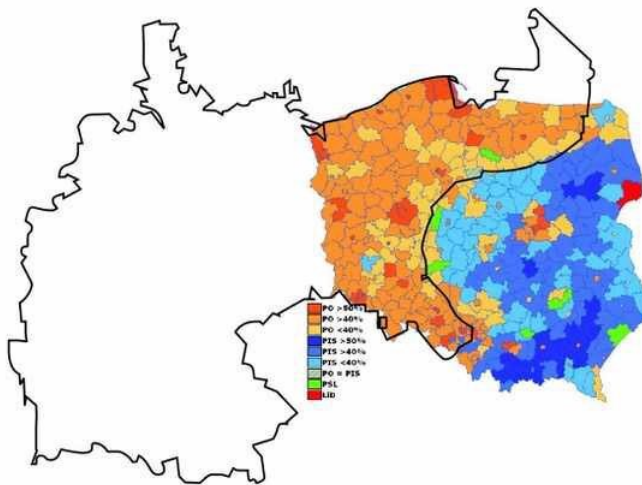 PO >50%
PO >40%
PO <40%
PIS >50%
PIS >40%
PIS <40%
PO = PIS
PSL
LiD